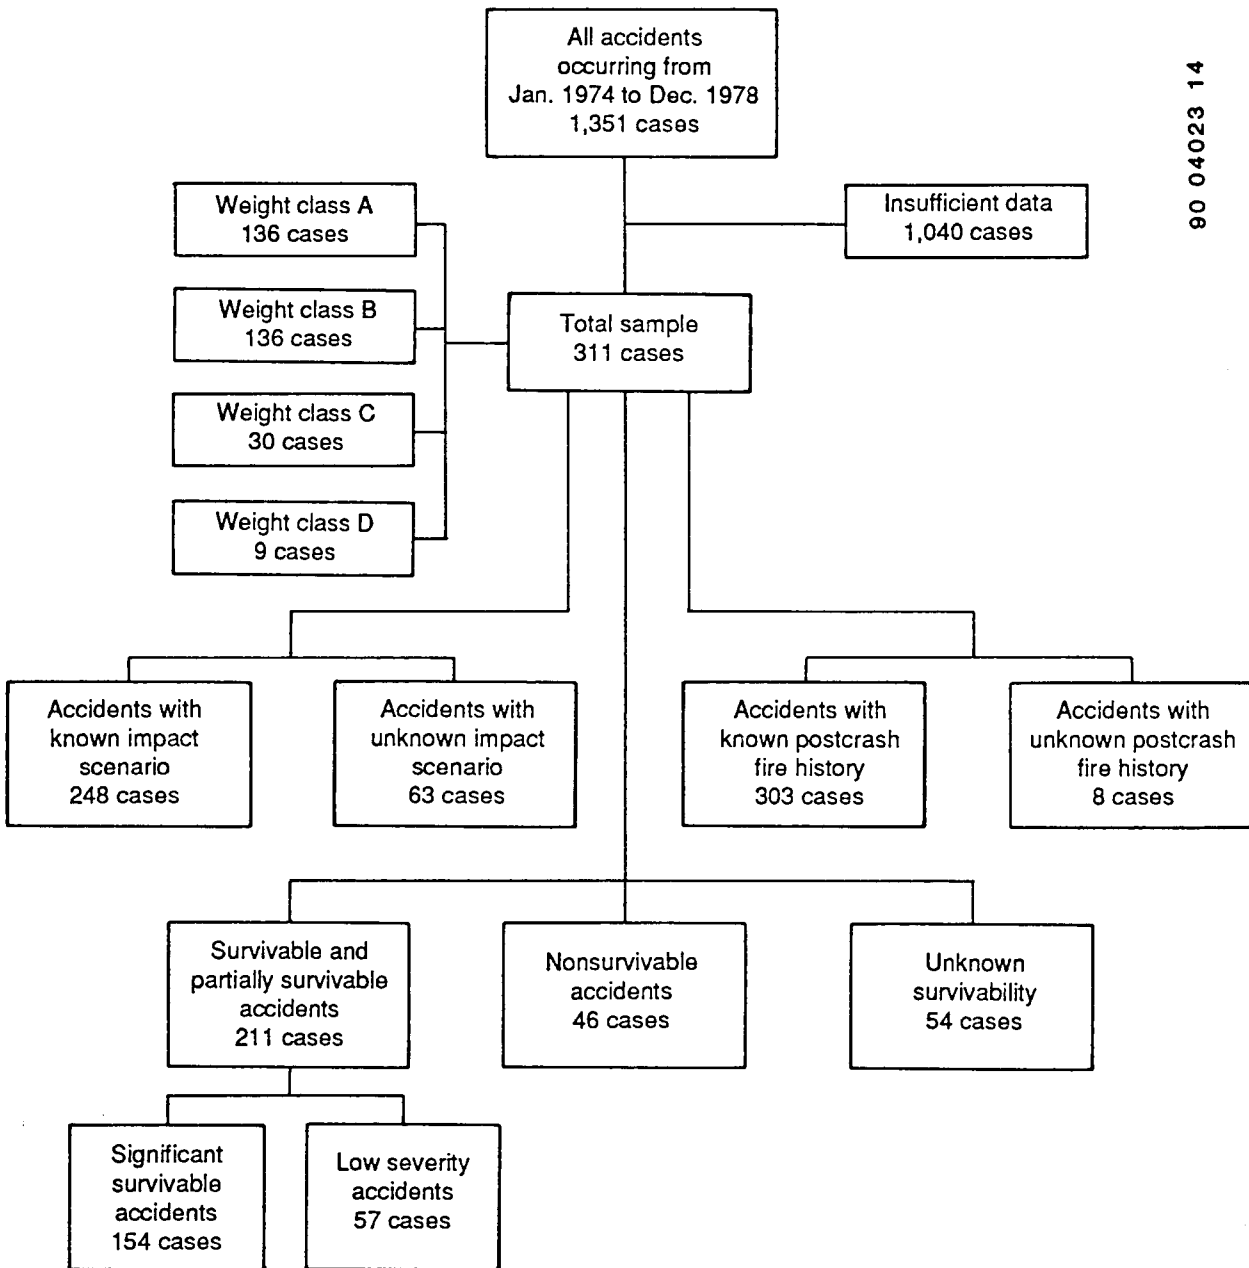 All accidents
occurring from
Jan. 1974 to Dec. 1978
1,351 cases
90 04023 14
Weight class A
136 cases
Insufficient data
1,040 cases
Weight class B
136 cases
Total sample
311 cases
Weight class C
30 cases
Weight class D
9 cases
Accidents with
known impact
scenario
248 cases
Accidents with
unknown impact
scenario
63 cases
Accidents with
known postcrash
fire history
303 cases
Accidents with
unknown postcrash
fire history
8 cases
Survivable and
partially survivable
accidents
211 cases
Nonsurvivable
accidents
46 cases
Unknown
survivability
54 cases
Significant
survivable
accidents
154 cases
Low severity
accidents
57 cases